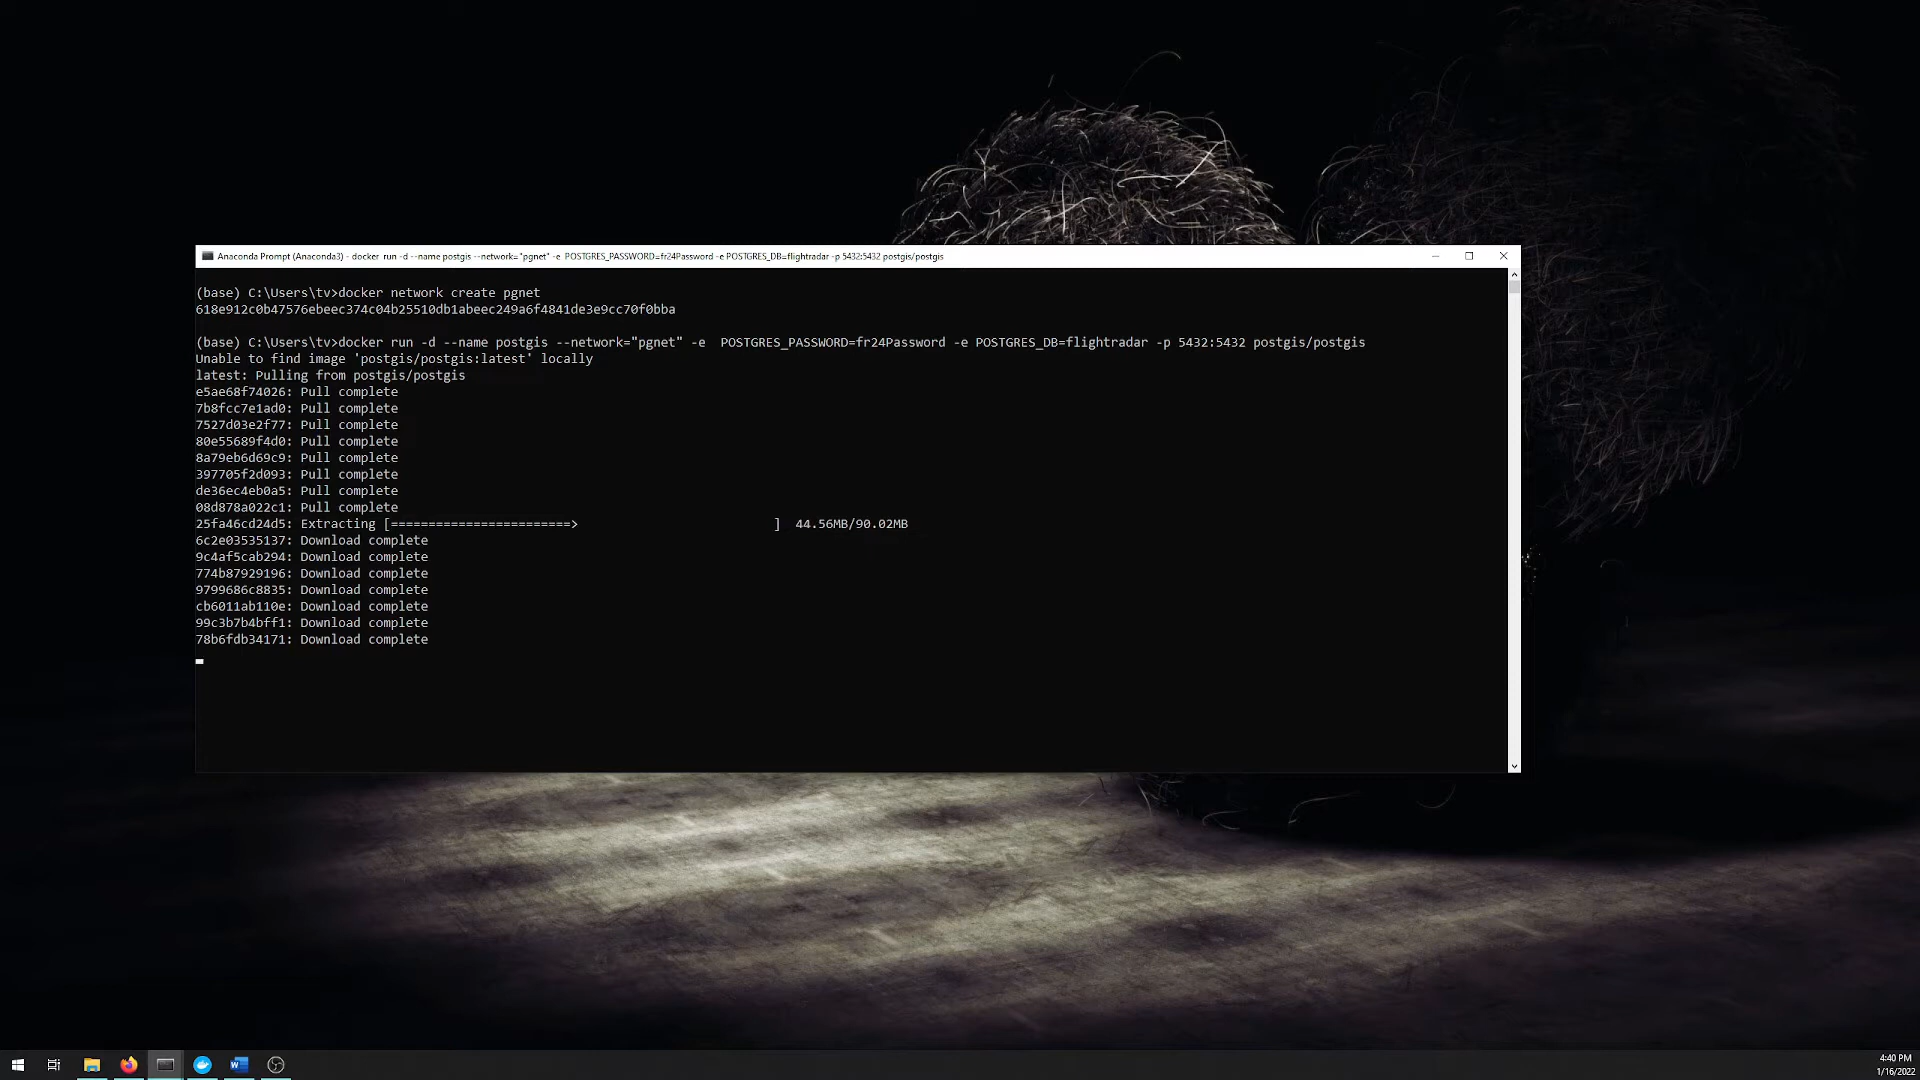 Anaconda Prompt (Anaconda3) - docker run -d --name postgis --network="pgnet" -e POSTGRES_PASSWORD=fr24Password -e POSTGRES_DB=flightradar -p 5432:5432 postgis/postgis
(base) C:\Users\tv>docker network create pgnet
618e912c0b47576ebeec374c04b25510db1abeec249a6f4841de3e9cc70f0bba
(base) C:\Users\tv>docker run -d --name postgis --network="pgnet" -e  POSTGRES_PASSWORD=fr24Password -e POSTGRES_DB=flightradar -p 5432:5432 postgis/postgis
Unable to find image 'postgis/postgis:latest' locally
latest: Pulling from postgis/postgis
e5ae68f74026: Pull complete
7b8fcc7e1ad0: Pull complete
7527d03e2f77: Pull complete
80e55689f4d0: Pull complete
8a79eb6d69c9: Pull complete
397705f2d093: Pull complete
de36ec4eb0a5: Pull complete
08d878a022c1: Pull complete
25fa46cd24d5: Extracting [========================>                          ]  44.56MB/90.02MB
6c2e03535137: Download complete
9c4af5cab294: Download complete
774b87929196: Download complete
9799686c8835: Download complete
cb6011ab110e: Download complete
99c3b7b4bff1: Download complete
78b6fdb34171: Download complete
4:40 PM
1/16/2022